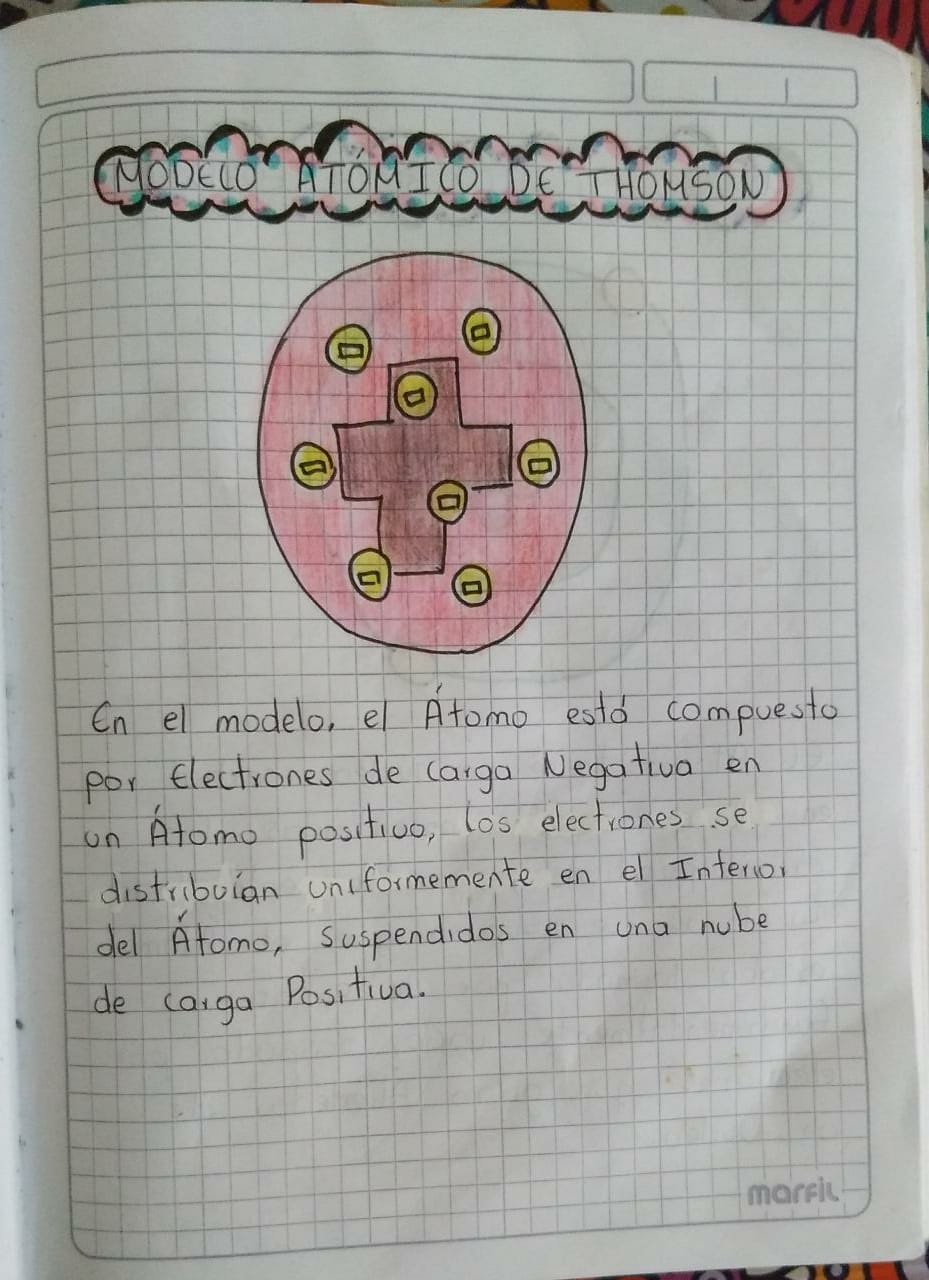 MODELO ATÓMICO DE THOMSON
En el modelo, el Átomo está compuesto
por Electrones de carga Negativa en
un Átomo positivo, los electrones se
distribuían uniformemente en el Interior
del Átomo, suspendidos en una nube
de carga Positiva.
marfil